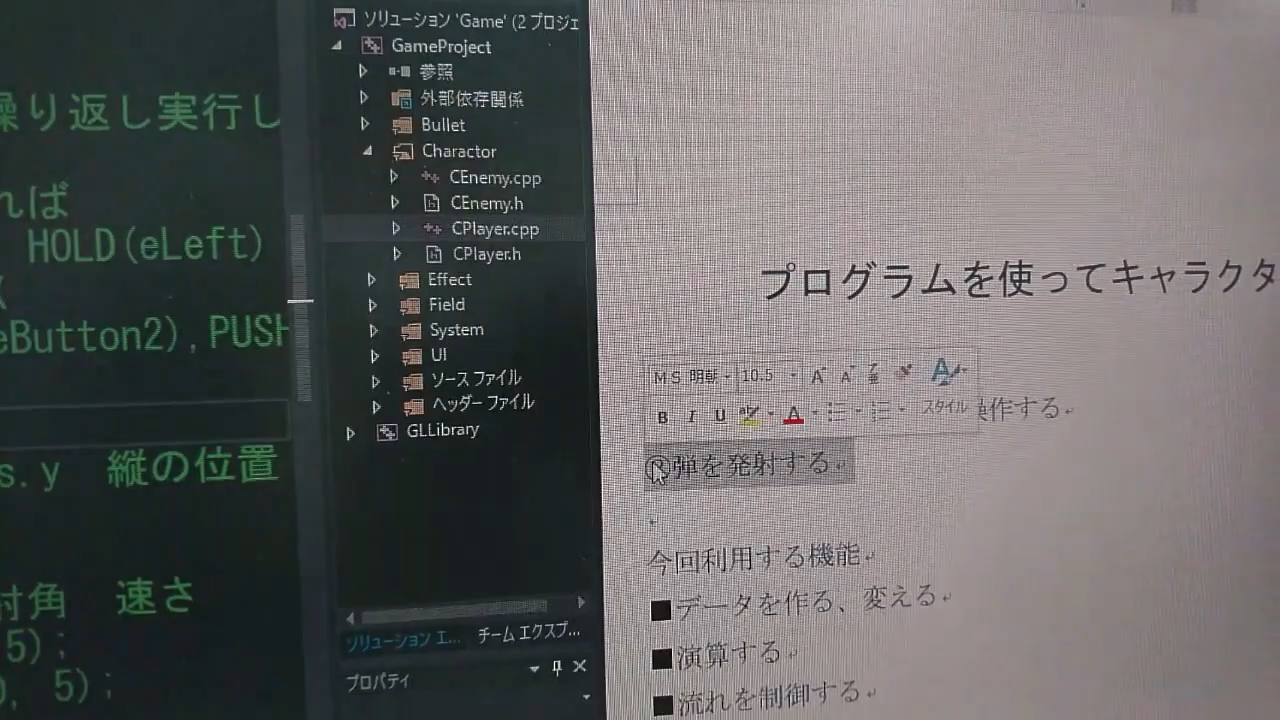 繰り返し実行し
れば
HOLD(eLeft)
eButton2),PUSH
s.y 縦の位置
射角 速さ
5);
, 5);
ソリューション 'Game' (2 プロジェ
GameProject
参照
外部依存関係
Bullet
Charactor
CEnemy.cpp
CEnemy.h
CPlayer.cpp
CPlayer.h
Effect
Field
System
UI
ソース ファイル
ヘッダー ファイル
GLLibrary
ソリューション エ...
チーム エクスプ...
プロパティ
プログラムを使ってキャラクタ
MS 明朝 10.5
B I U スタイル
操作する
弾を発射する
今回利用する機能
■データを作る、変える
■演算する
■流れを制御する